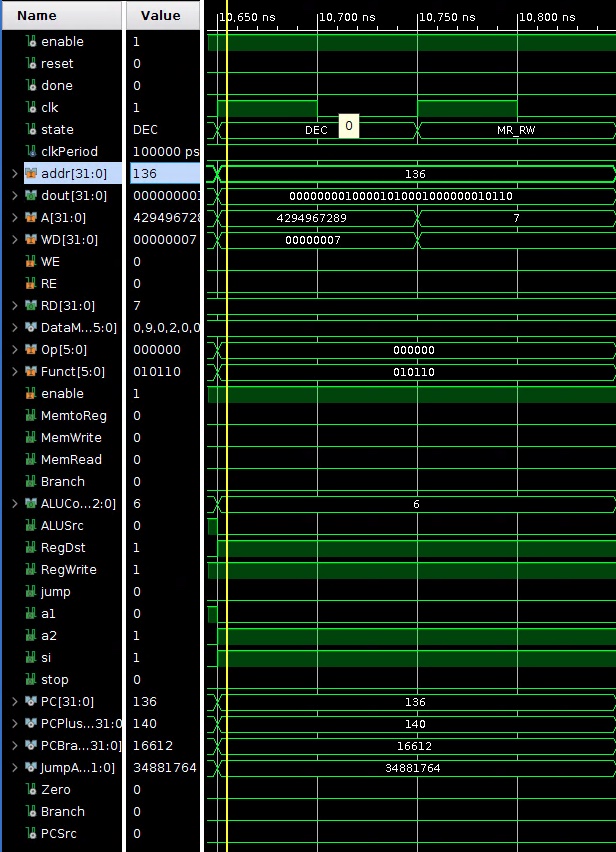 Name Value 10,650 ns 10,700 ns 10,750 ns 10,800 ns
enable 1
reset 0
done 0
clk 1
state DEC DEC 0 MR_RW
clkPeriod 100000 ps
addr[31:0] 136 136
dout[31:0] 000000001 00000000100001010001000000010110
A[31:0] 429496728 4294967289 7
WD[31:0] 00000007 00000007
WE 0
RE 0
RD[31:0] 7
DataM...5:0] 0,9,0,2,0,0
Op[5:0] 000000 000000
Funct[5:0] 010110 010110
enable 1
MemtoReg 0
MemWrite 0
MemRead 0
Branch 0
ALUCo...2:0] 6 6
ALUSrc 0
RegDst 1
RegWrite 1
jump 0
a1 0
a2 1
si 1
stop 0
PC[31:0] 136 136
PCPlus...31:0 140 140
PCBra...31:0] 16612 16612
JumpA...1:0] 34881764 34881764
Zero 0
Branch 0
PCSrc 0